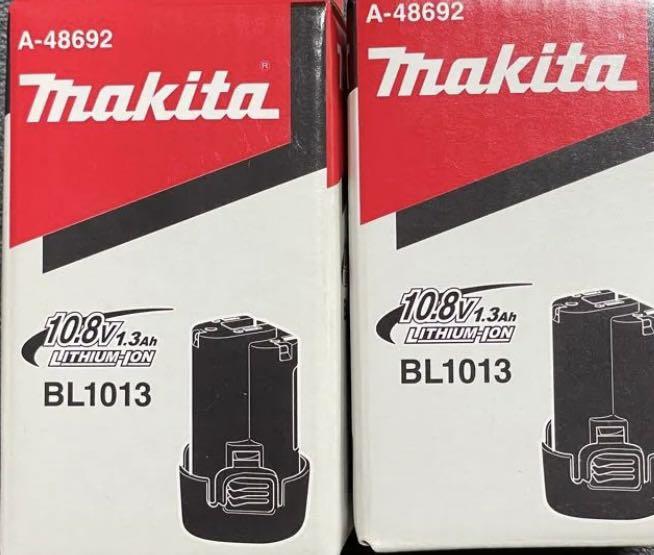 A-48692
makita®
10.8V 1.3Ah
LITHIUM-ION
BL1013
A-48692
makita
10.8V 1.3Ah
LITHIUM-ION
BL1013